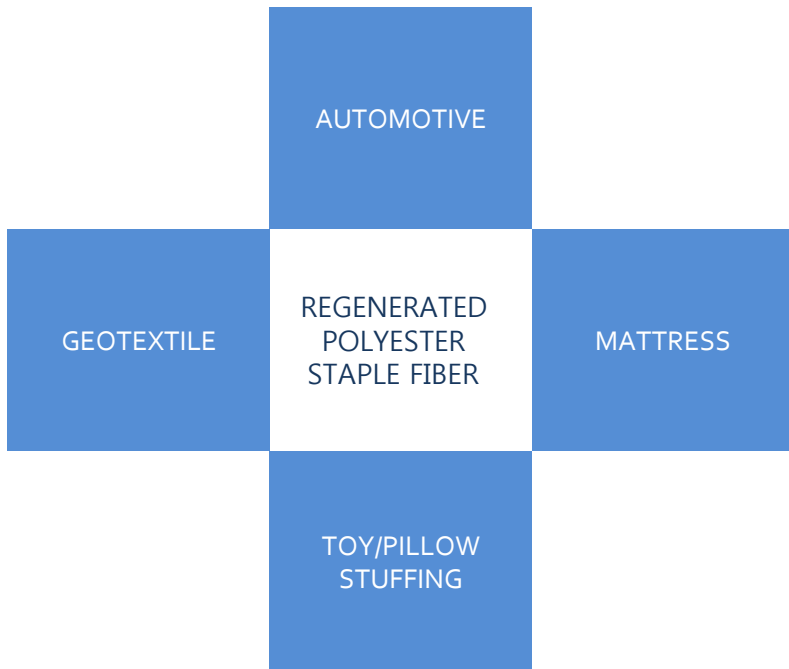 AUTOMOTIVE
GEOTEXTILE
REGENERATED
POLYESTER
STAPLE FIBER
MATTRESS
TOY/PILLOW
STUFFING